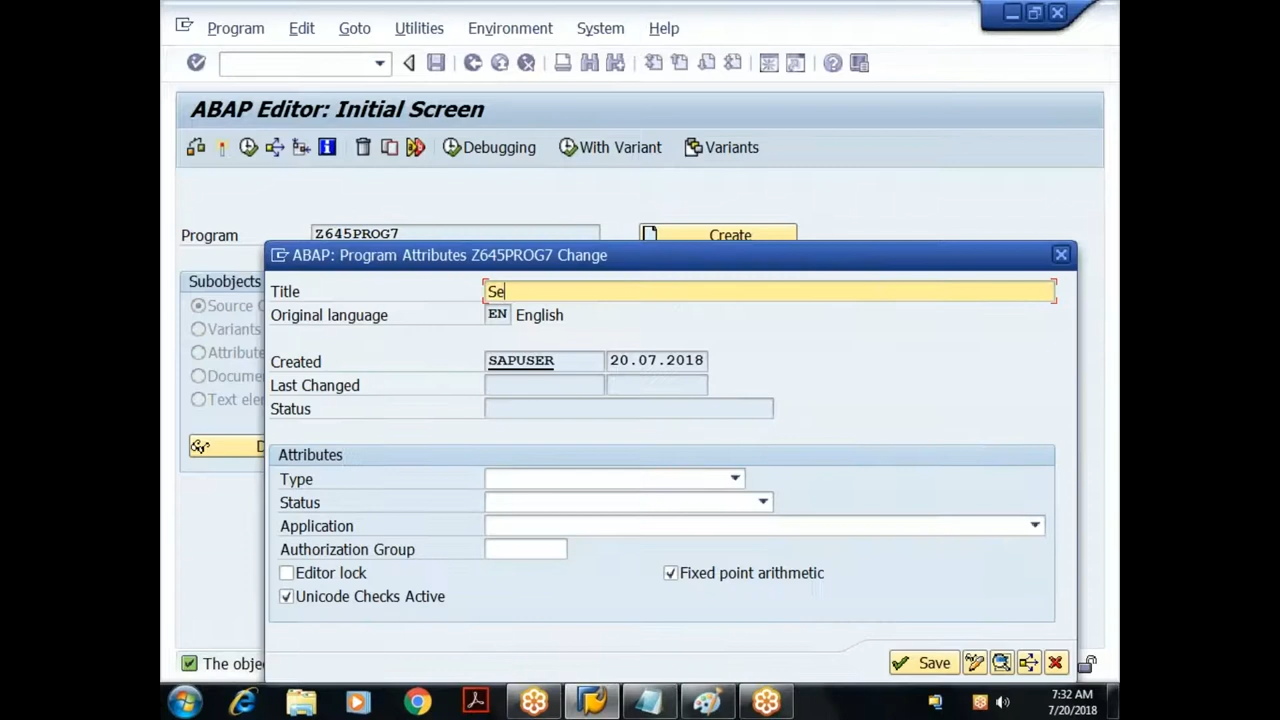 Program Edit Goto Utilities Environment System Help
ABAP Editor: Initial Screen
Debugging With Variant Variants
Program Z645PROG7 Create
ABAP: Program Attributes Z645PROG7 Change
Subobjects
Title Se
Source
Original language EN English
Variants
Attribute
Created SAPUSER 20.07.2018
Last Changed
Status
Text
D
Attributes
Type
Status
Application
Authorization Group
Editor lock Fixed point arithmetic
Unicode Checks Active
The Save
7:32 AM
7/20/2018